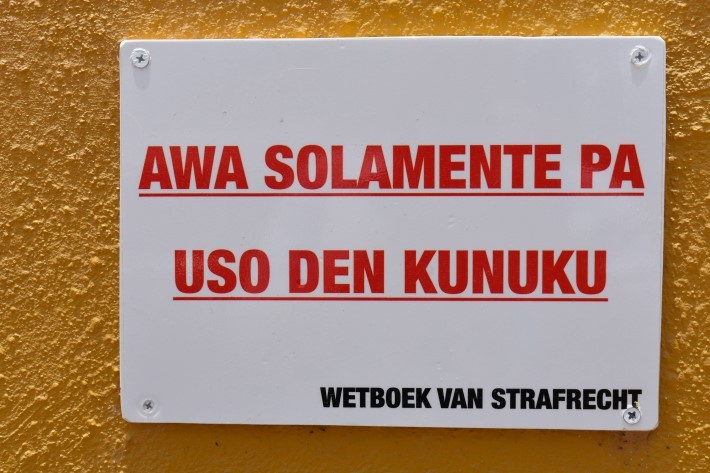 AWA SOLAMENTE PA
USO DEN KUNUKU
WETBOEK VAN STRAFRECHT